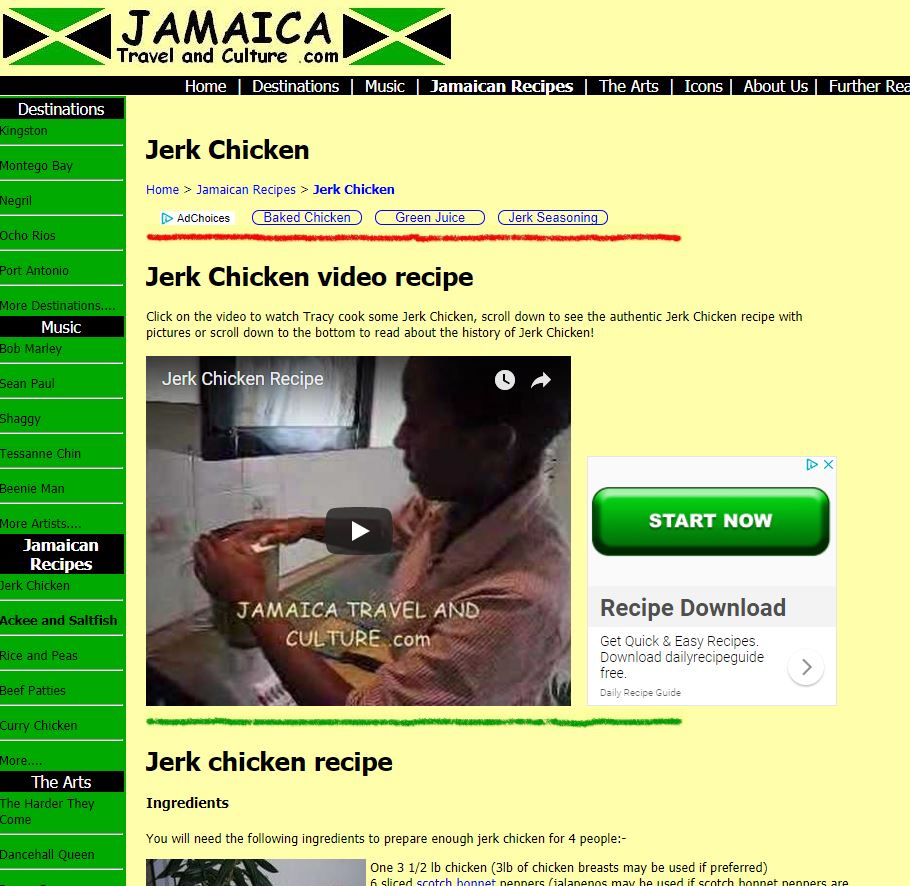 JAMAICA
Travel and Culture .com
Home | Destinations | Music | Jamaican Recipes | The Arts | Icons | About Us | Further Rea
Destinations
Kingston
Montego Bay
Negril
Ocho Rios
Port Antonio
More Destinations....
Music
Bob Marley
Sean Paul
Shaggy
Tessanne Chin
Beenie Man
More Artists....
Jamaican
Recipes
Jerk Chicken
Ackee and Saltfish
Rice and Peas
Beef Patties
Curry Chicken
More....
The Arts
The Harder They
Come
Dancehall Queen
Jerk Chicken
Home > Jamaican Recipes > Jerk Chicken
AdChoices Baked Chicken Green Juice Jerk Seasoning
Jerk Chicken video recipe
Click on the video to watch Tracy cook some Jerk Chicken, scroll down to see the authentic Jerk Chicken recipe with
pictures or scroll down to the bottom to read about the history of Jerk Chicken!
Jerk Chicken Recipe
JAMAICA TRAVEL AND
CULTURE .com
START NOW
Recipe Download
Get Quick & Easy Recipes.
Download dailyrecipeguide
free.
Daily Recipe Guide
Jerk chicken recipe
Ingredients
You will need the following ingredients to prepare enough jerk chicken for 4 people:-
One 3 1/2 lb chicken (3lb of chicken breasts may be used if preferred)
6 sliced scotch bonnet peppers (jalapenos may be used if scotch bonnet peppers are